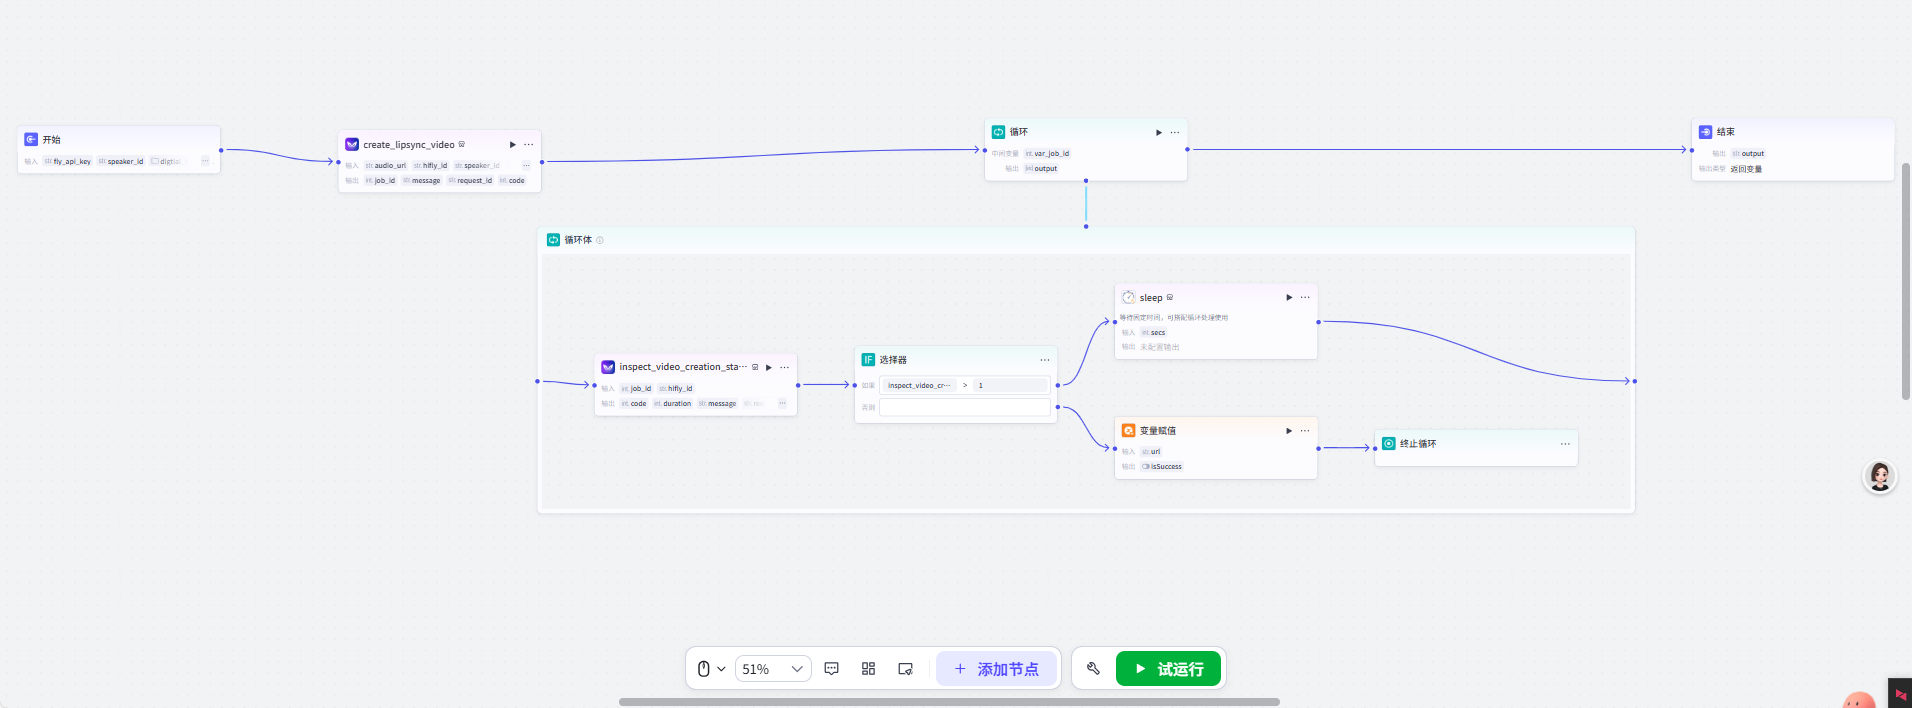 开始
输入 str. fly_api_key str. speaker_id digital ···
create_lipsync_video
输入 str. audio_url str. hifly_id str. speaker_id ···
输出 int. job_id str. message str. request_id int. code
循环
中间变量 int. var_job_id
输出 output
结束
输出 str. output
输出类型 返回变量
循环体
inspect_video_creation_sta···
输入 int. job_id str. hifly_id
输出 int. code int. duration str. message ···
选择器
如果 inspect_video_cr··· > 1
否则
sleep
等待固定时间，可搭配循环处理使用
输入 int. secs
输出 未配置输出
变量赋值
输入 str. url
输出 isSuccess
终止循环
51%
添加节点
试运行